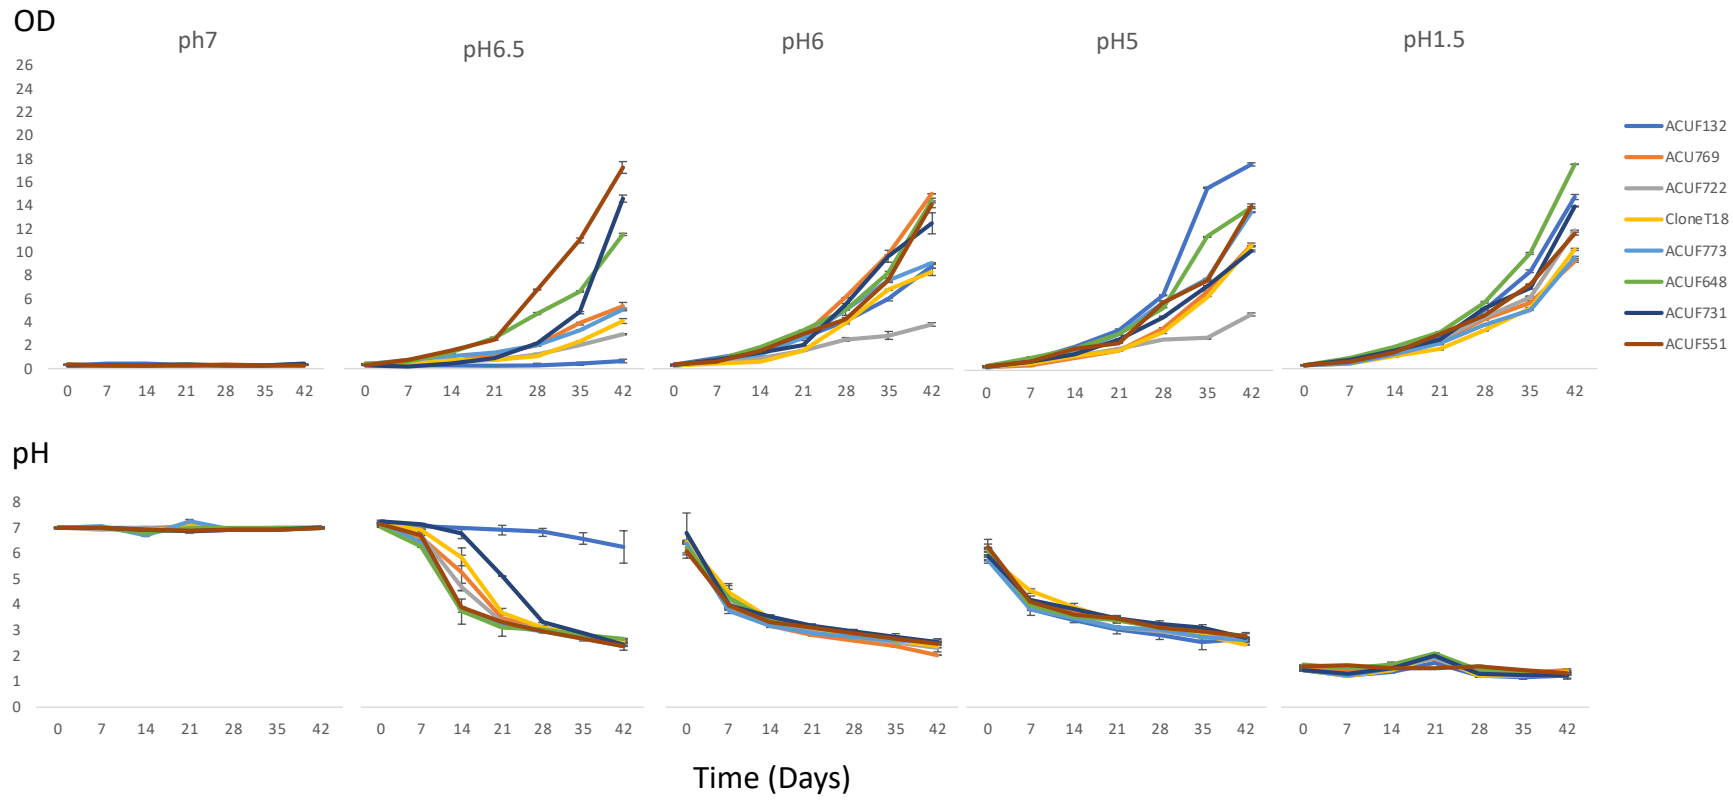 OD
ph7
pH6.5
pH6
pH5
pH1.5
26
24
22
20
18
16
14
12
10
8
6
4
2
0
0 7 14 21 28 35 42
0 7 14 21 28 35 42
0 7 14 21 28 35 42
0 7 14 21 28 35 42
0 7 14 21 28 35 42
ACUF132
ACU769
ACUF722
CloneT18
ACUF773
ACUF648
ACUF731
ACUF551
pH
8
7
6
5
4
3
2
1
0
0 7 14 21 28 35 42
0 7 14 21 28 35 42
0 7 14 21 28 35 42
0 7 14 21 28 35 42
0 7 14 21 28 35 42
Time (Days)